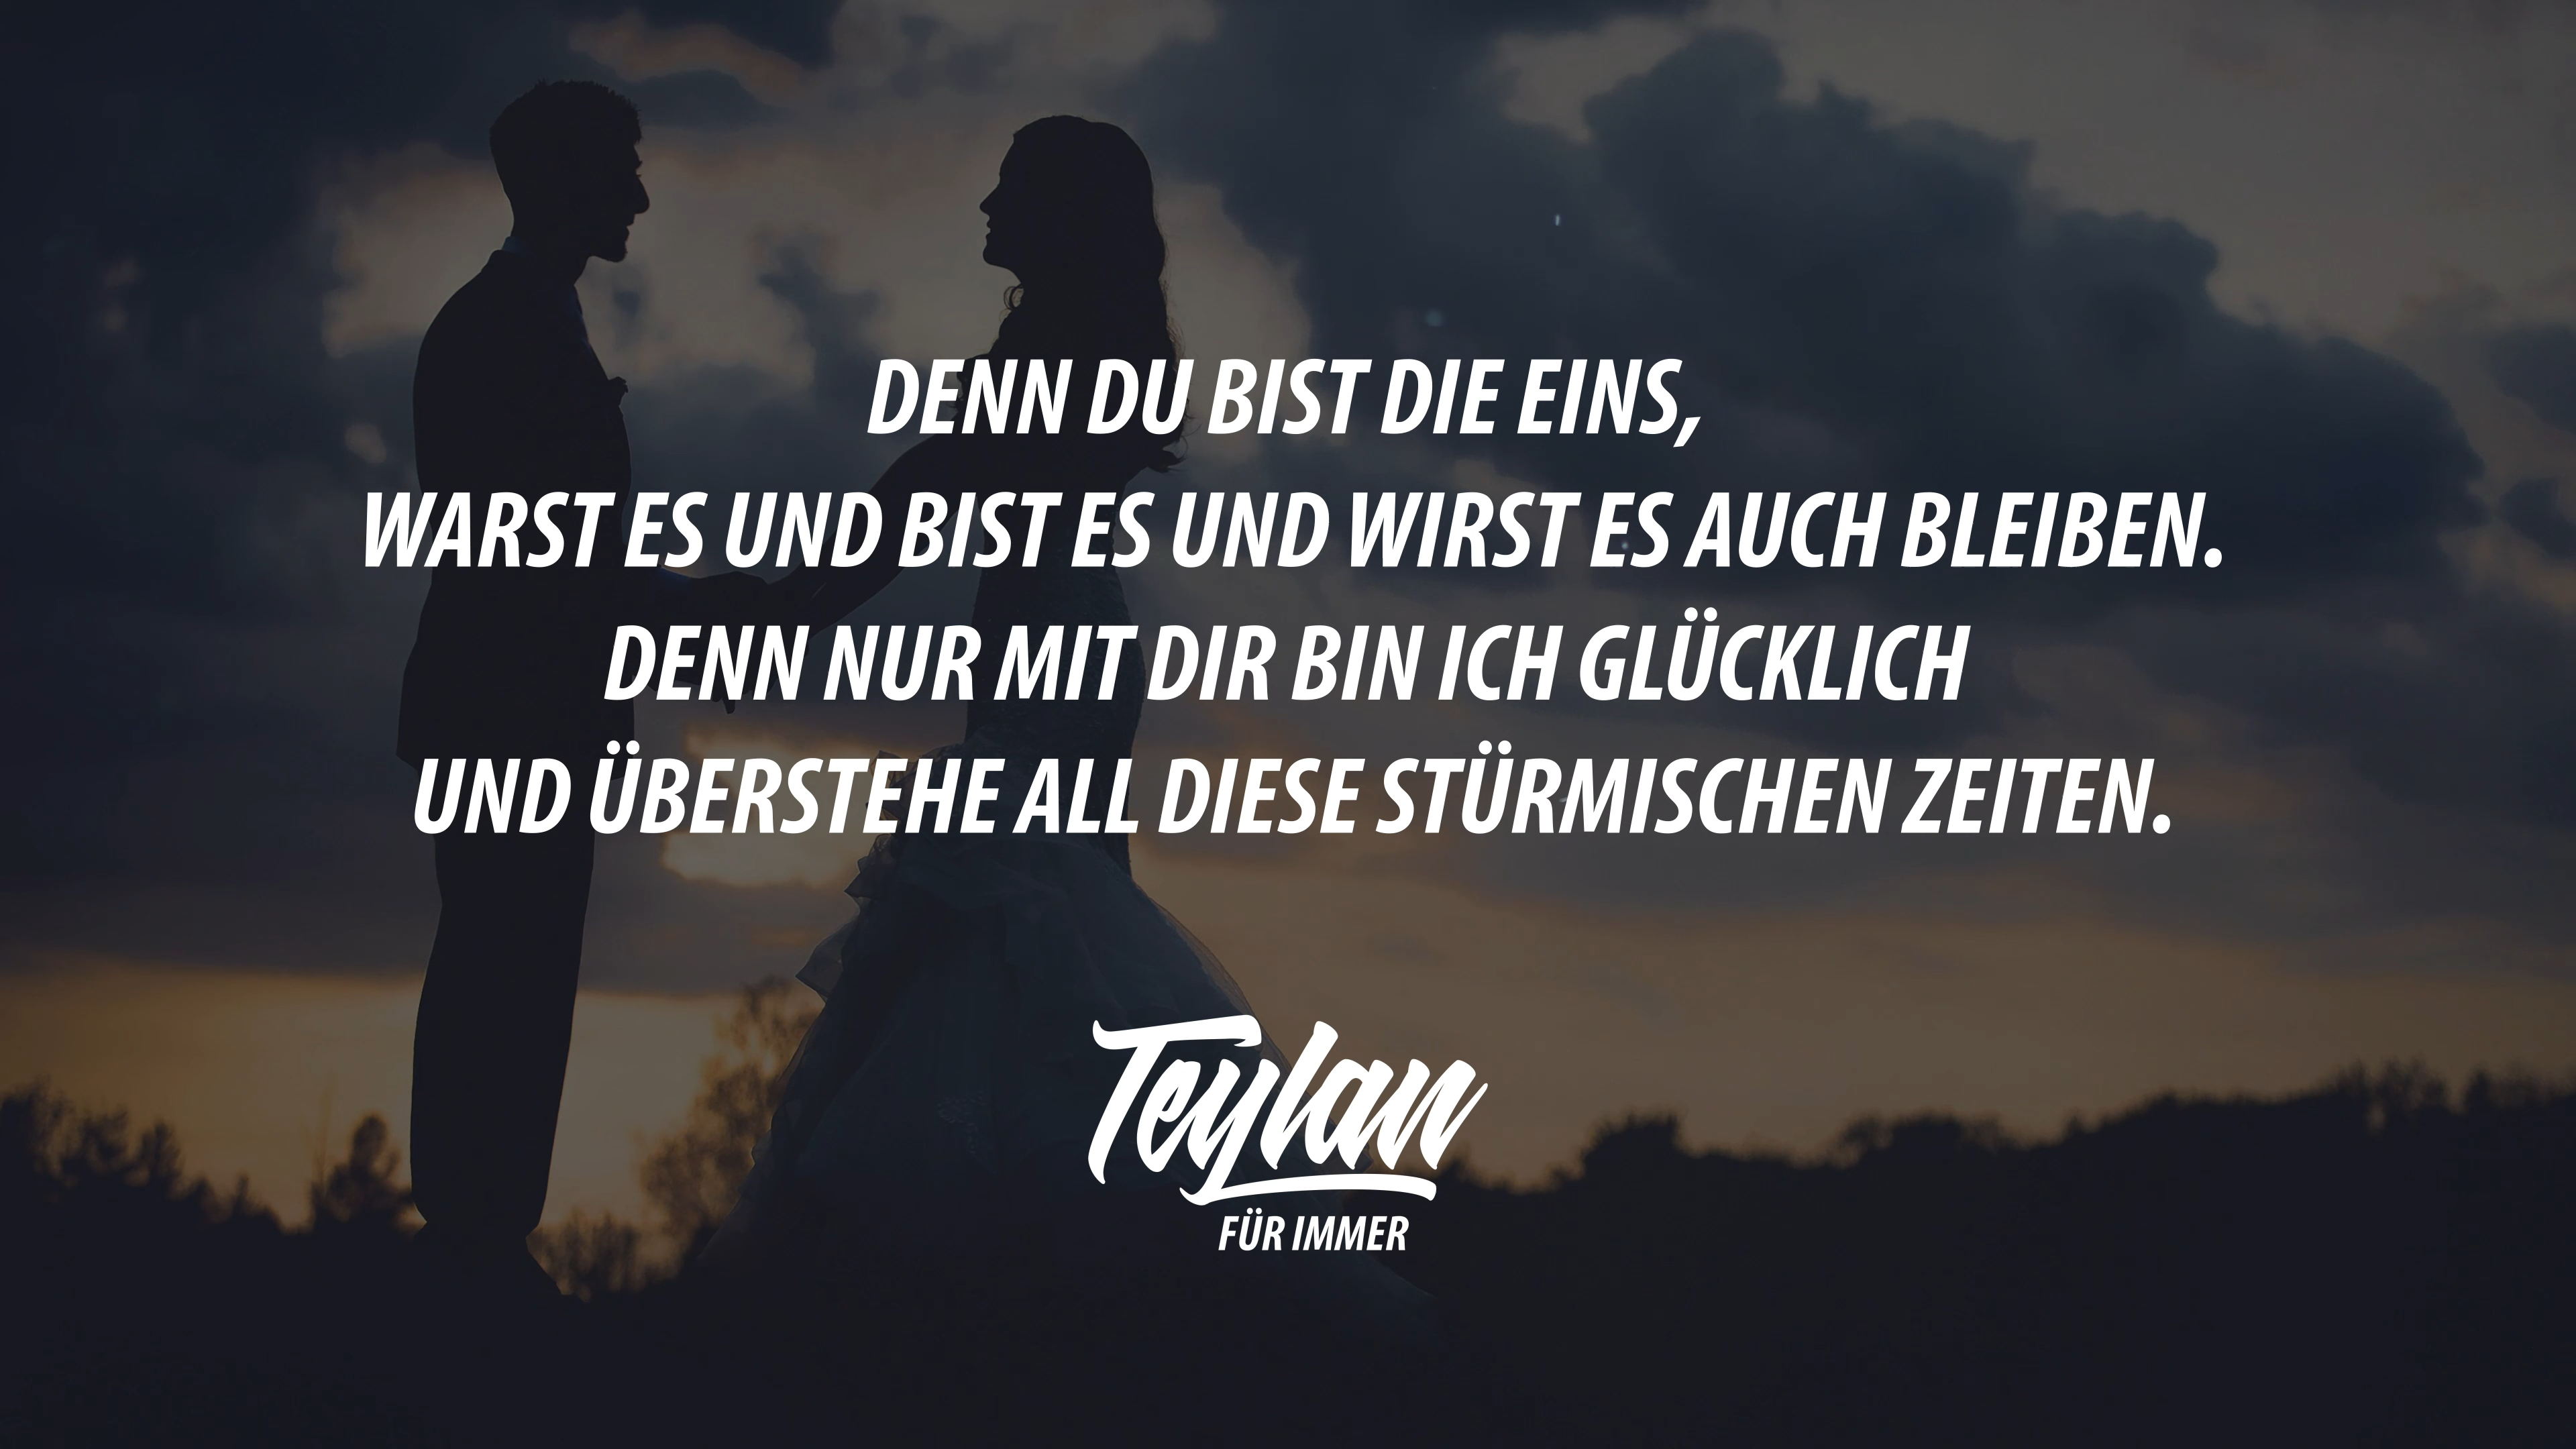 DENN DU BIST DIE EINS,
WARST ES UND BIST ES UND WIRST ES AUCH BLEIBEN.
DENN NUR MIT DIR BIN ICH GLÜCKLICH
UND ÜBERSTEHE ALL DIESE STÜRMISCHEN ZEITEN.
Teylan
FÜR IMMER